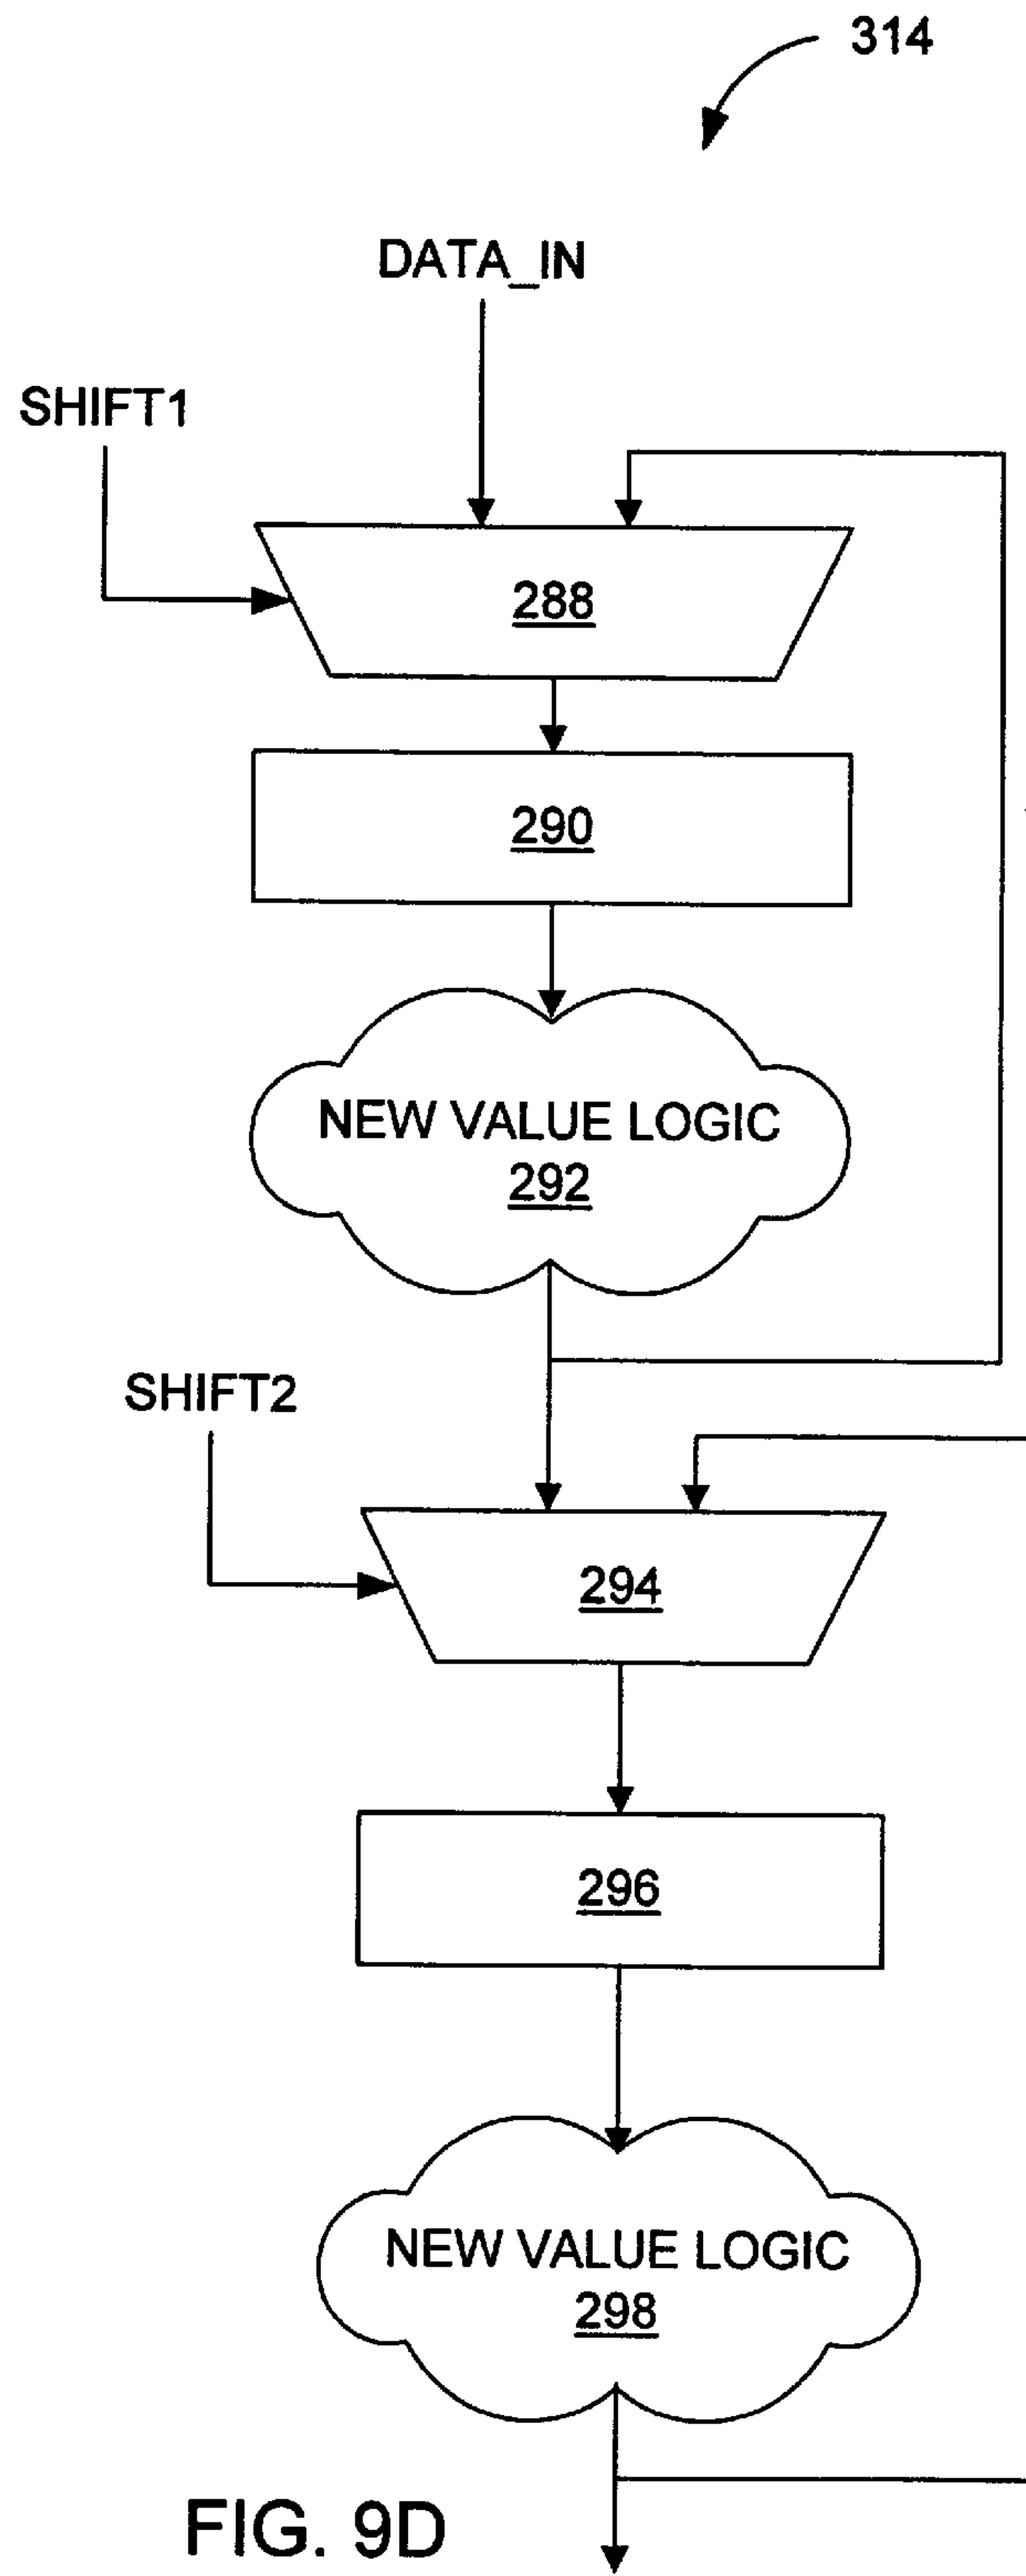 314
DATA_IN
SHIFT1
288
290
NEW VALUE LOGIC
292
SHIFT2
294
296
NEW VALUE LOGIC
298
FIG. 9D